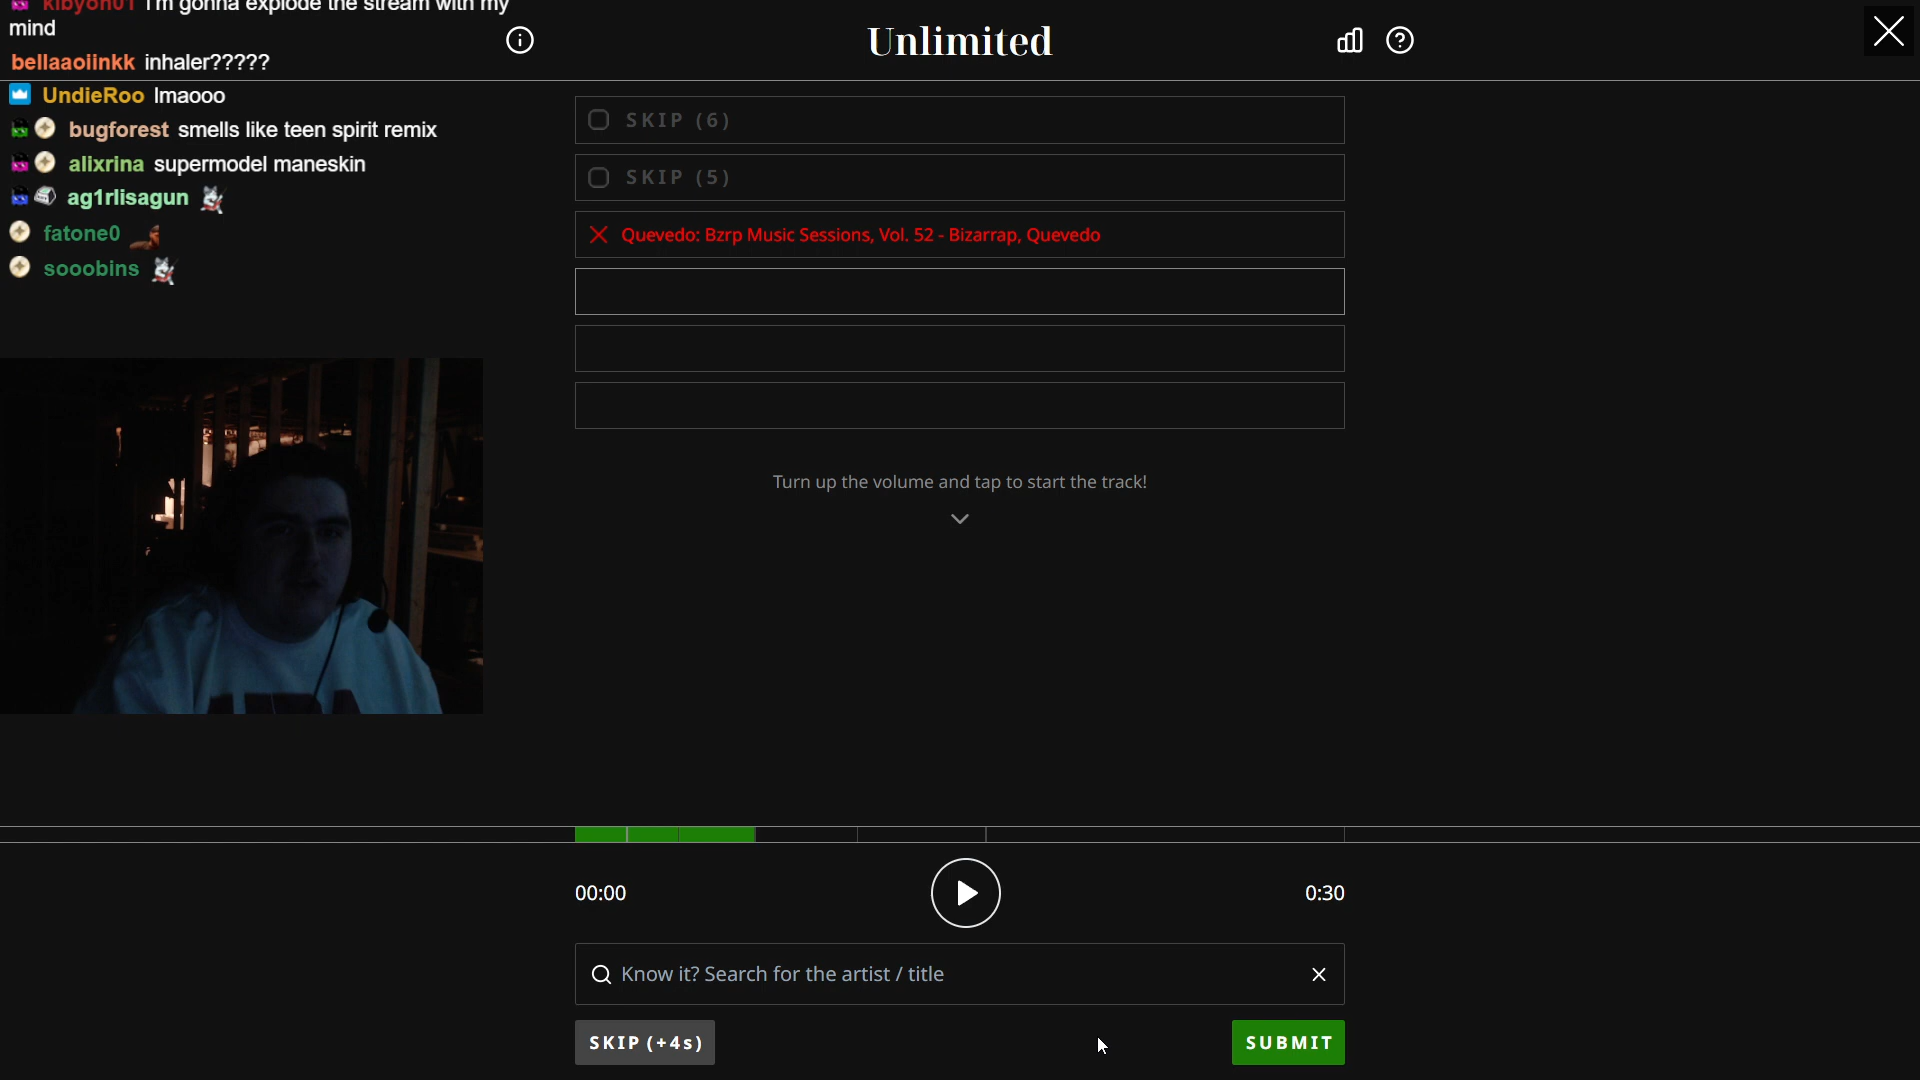 kibyon01 I'm gonna explode the stream with my
mind
bellaaoiinkk inhaler?????
UndieRoo lmaooo
bugforest smells like teen spirit remix
alixrina supermodel maneskin
ag1rlisagun
fatone0
sooobins
Unlimited
SKIP (6)
SKIP (5)
Quevedo: Bzrp Music Sessions, Vol. 52 - Bizarrap, Quevedo
Turn up the volume and tap to start the track!
00:00
0:30
Know it? Search for the artist / title
SKIP (+4s)
SUBMIT